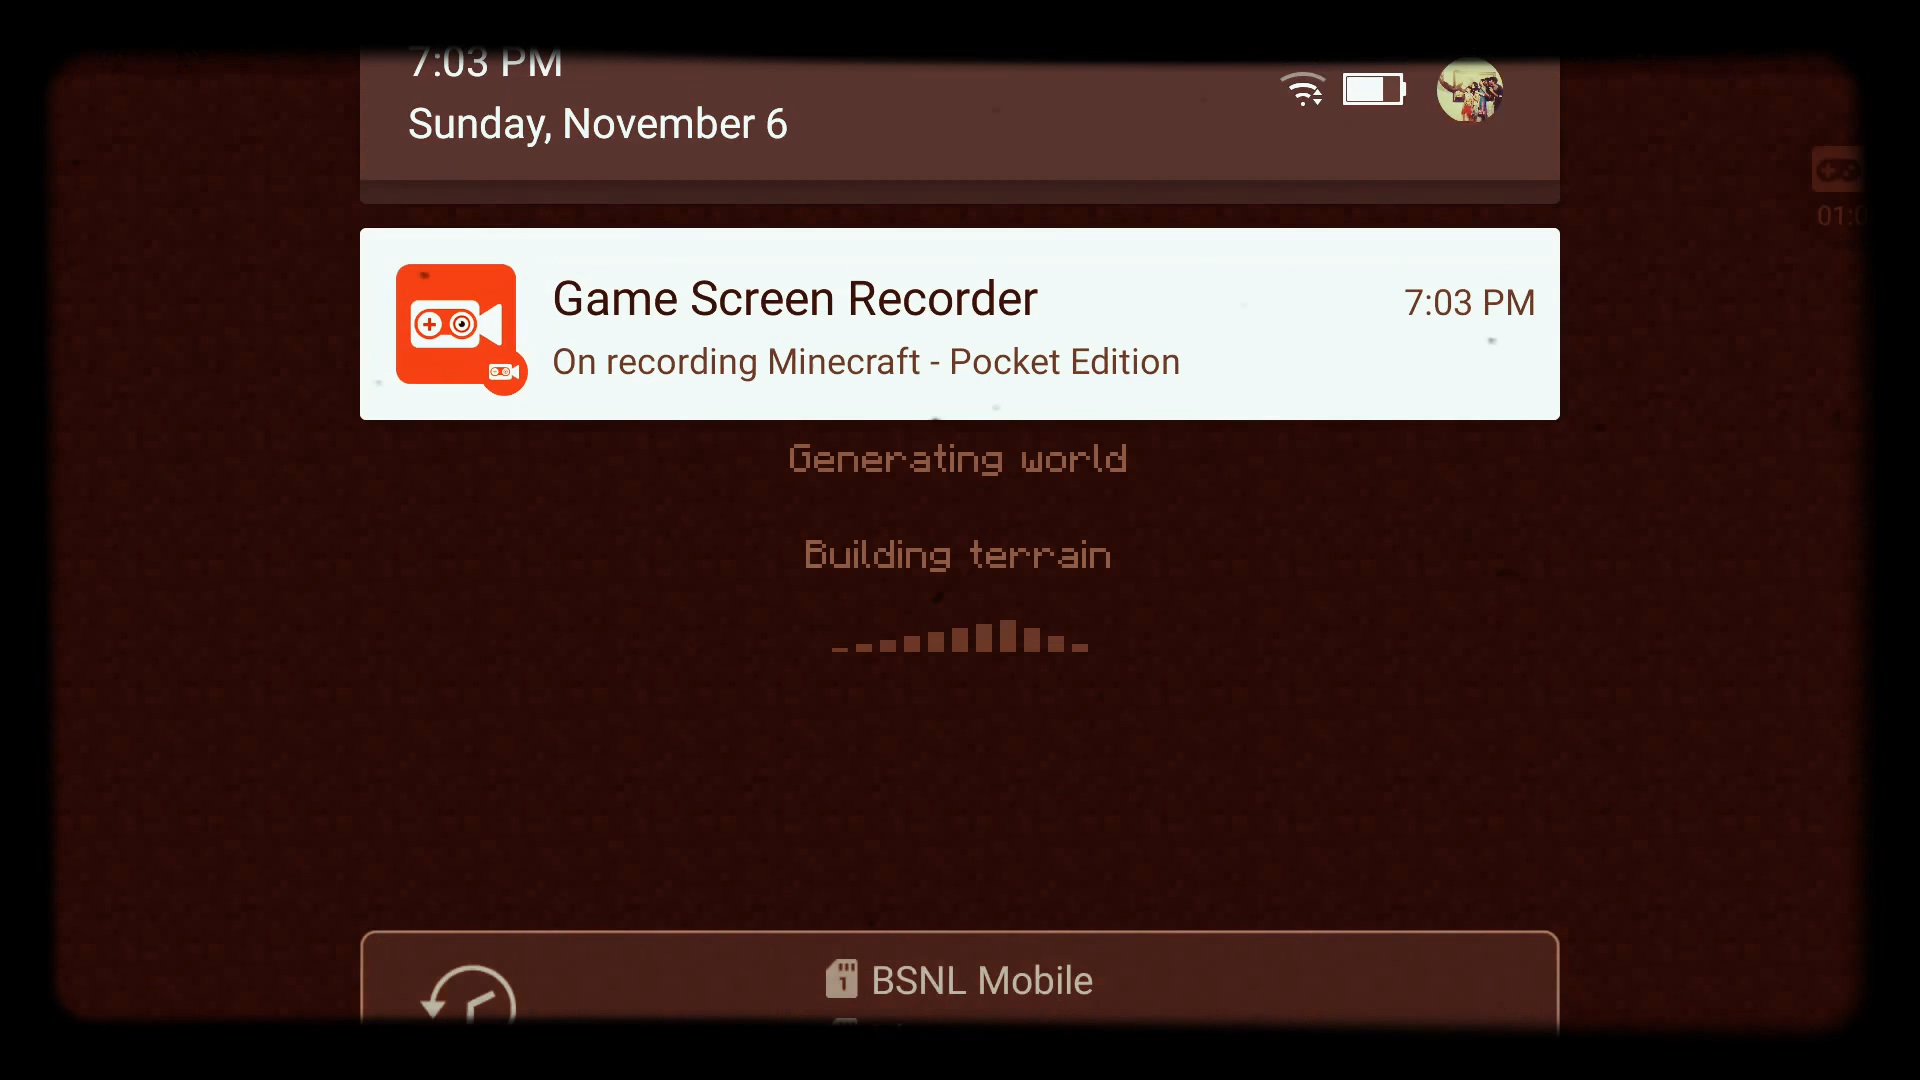 7:03 PM
Sunday, November 6
Game Screen Recorder
7:03 PM
On recording Minecraft - Pocket Edition
Generating world
Building terrain
1 BSNL Mobile